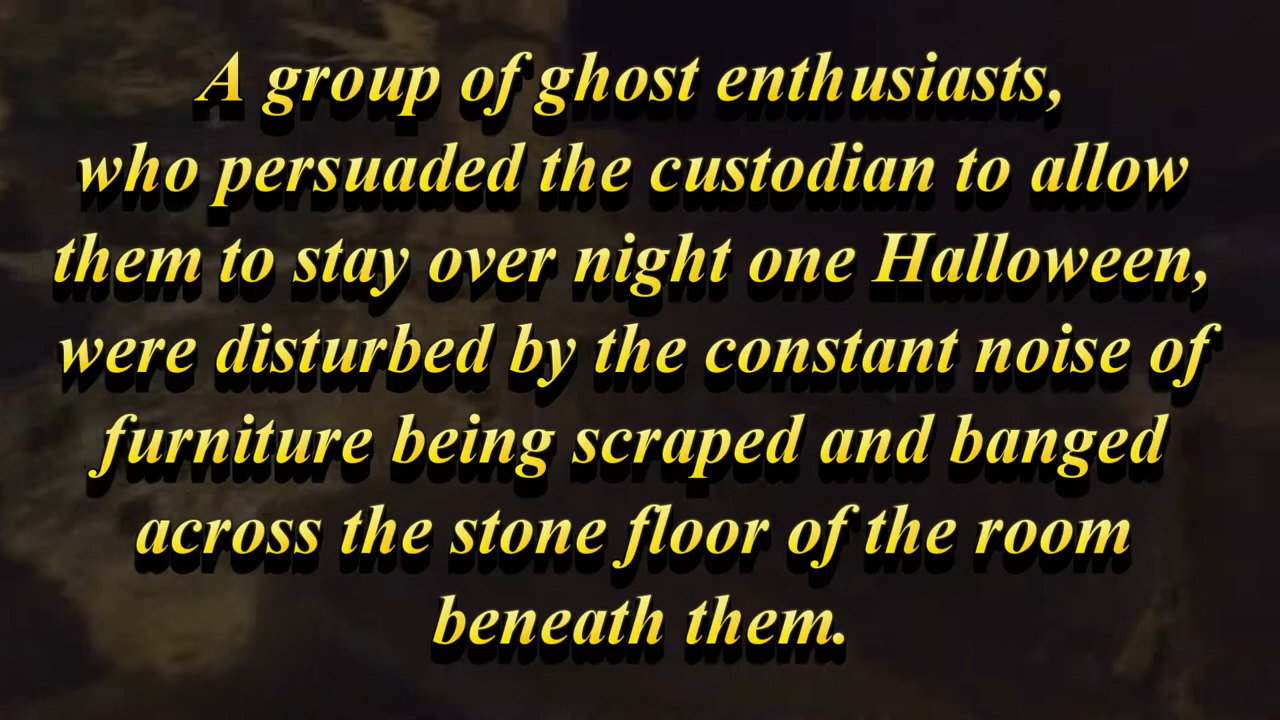 A group of ghost enthusiasts,
who persuaded the custodian to allow
them to stay over night one Halloween,
were disturbed by the constant noise of
furniture being scraped and banged
across the stone floor of the room
beneath them.